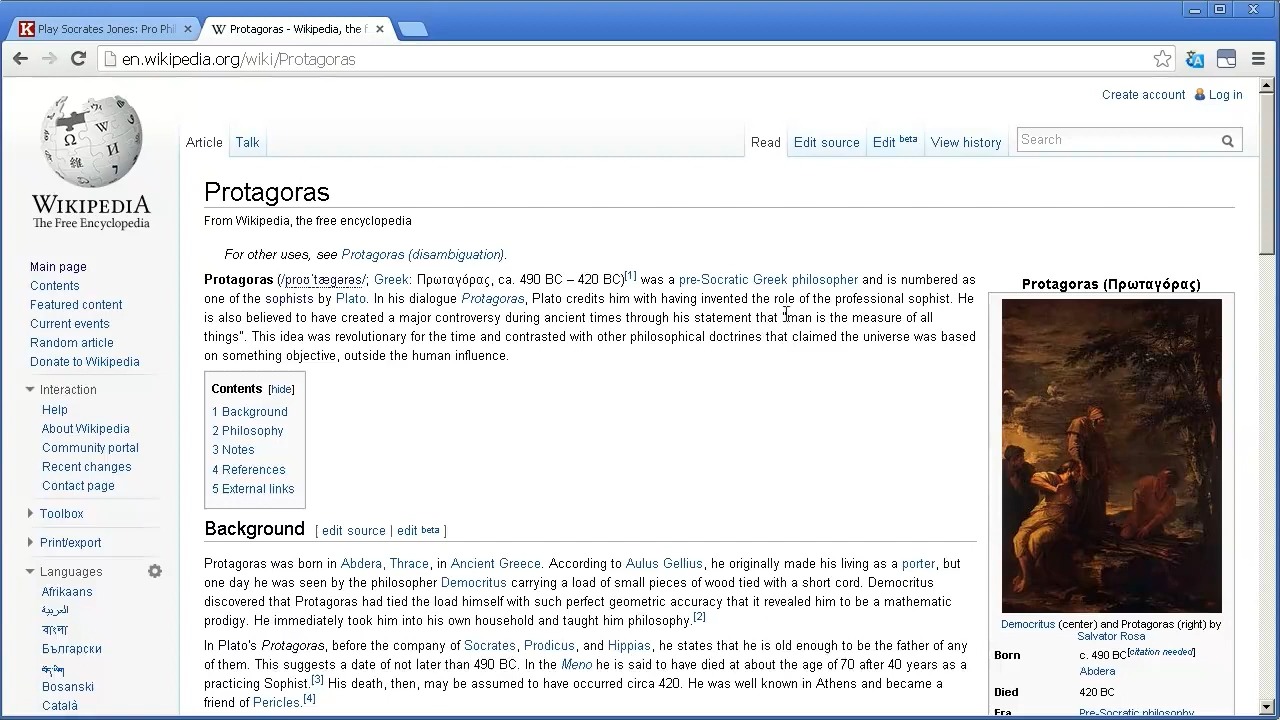 Play Socrates Jones: Pro Phil
Protagoras - Wikipedia, the f
en.wikipedia.org/wiki/Protagoras
Create account Log in
Article Talk Read Edit source Edit beta View history Search
WIKIPEDIA
The Free Encyclopedia
Main page
Contents
Featured content
Current events
Random article
Donate to Wikipedia
Interaction
Help
About Wikipedia
Community portal
Recent changes
Contact page
Toolbox
Print/export
Languages
Afrikaans
العربية
বাংলা
Български
Bosanski
Català
Protagoras
From Wikipedia, the free encyclopedia
For other uses, see Protagoras (disambiguation).
Protagoras (/proʊˈtæɡərəs/; Greek: Πρωταγόρας, ca. 490 BC – 420 BC)[1] was a pre-Socratic Greek philosopher and is numbered as
one of the sophists by Plato. In his dialogue Protagoras, Plato credits him with having invented the role of the professional sophist. He
is also believed to have created a major controversy during ancient times through his statement that "man is the measure of all
things". This idea was revolutionary for the time and contrasted with other philosophical doctrines that claimed the universe was based
on something objective, outside the human influence.
Contents [hide]
1 Background
2 Philosophy
3 Notes
4 References
5 External links
Background [ edit source | edit beta ]
Protagoras was born in Abdera, Thrace, in Ancient Greece. According to Aulus Gellius, he originally made his living as a porter, but
one day he was seen by the philosopher Democritus carrying a load of small pieces of wood tied with a short cord. Democritus
discovered that Protagoras had tied the load himself with such perfect geometric accuracy that it revealed him to be a mathematic
prodigy. He immediately took him into his own household and taught him philosophy.[2]
In Plato's Protagoras, before the company of Socrates, Prodicus, and Hippias, he states that he is old enough to be the father of any
of them. This suggests a date of not later than 490 BC. In the Meno he is said to have died at about the age of 70 after 40 years as a
practicing Sophist.[3] His death, then, may be assumed to have occurred circa 420. He was well known in Athens and became a
friend of Pericles.[4]
Protagoras (Πρωταγόρας)
Democritus (center) and Protagoras (right) by
Salvator Rosa
Born c. 490 BC[citation needed]
Abdera
Died 420 BC
Era Pre-Socratic philosophy